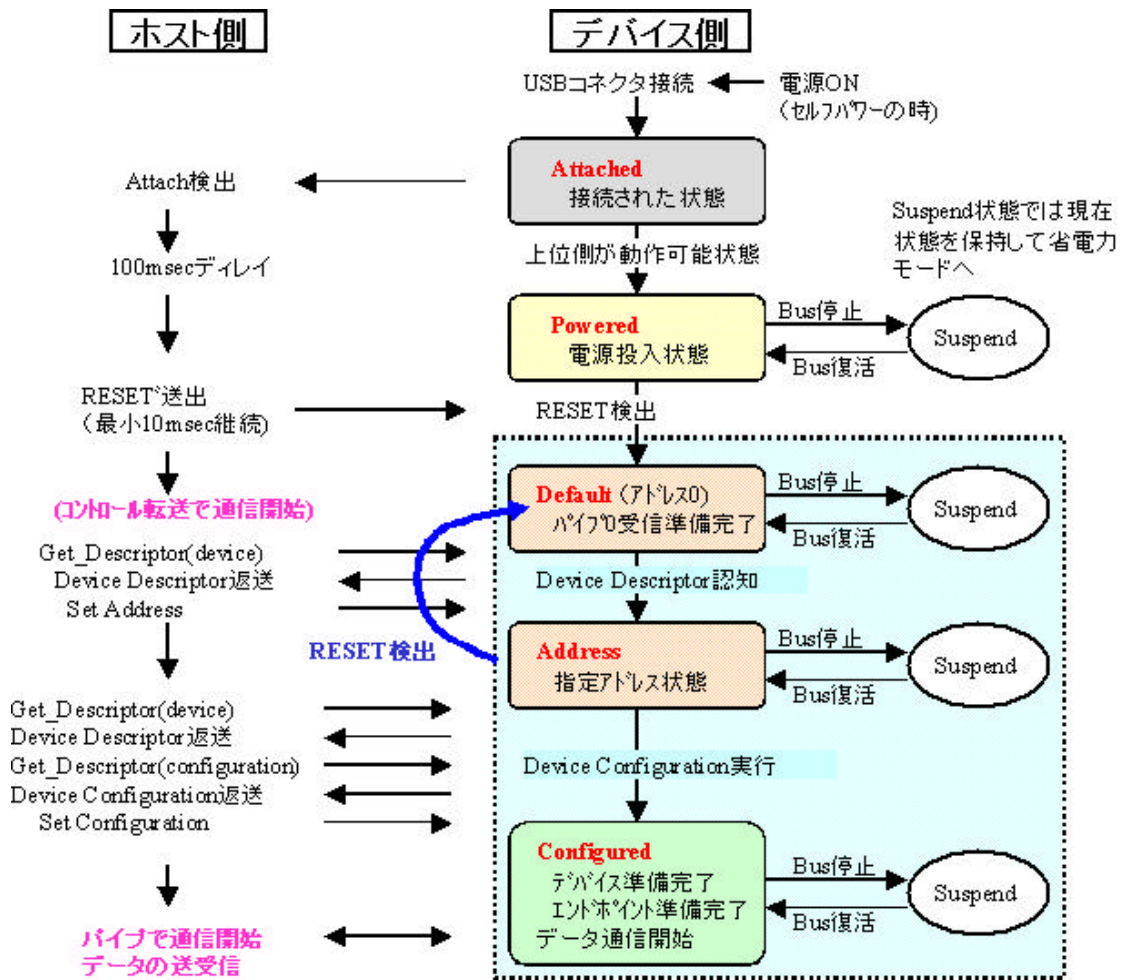 ホスト側
デバイス側
USBコネクタ接続
電源ON
(セルフパワーの時)
Attached
接続された状態
Attach検出
Suspend状態では現在
状態を保持して省電力
モードへ
上位側が動作可能状態
100msecディレイ
Powered
電源投入状態
Bus停止
Suspend
Bus復活
RESETﾞ送出
(最小10msec継続)
RESET検出
Default (ｱﾄﾞﾚｽ0)
ﾊﾟｲﾌﾟ0受信準備完了
Bus停止
Suspend
Bus復活
(ｺﾝﾄﾛｰﾙ転送で通信開始)
Get_Descriptor(device)
Device Descriptor返送
Set Address
Device Descriptor認知
RESET検出
Address
指定ｱﾄﾞﾚｽ状態
Bus停止
Suspend
Bus復活
Get_Descriptor(device)
Device Descriptor返送
Get_Descriptor(configuration)
Device Configuration返送
Set Configuration
Device Configuration実行
Configured
ﾃﾞﾊﾞｲｽ準備完了
ｴﾝﾄﾞﾎﾟｲﾝﾄ準備完了
データ通信開始
Bus停止
Suspend
Bus復活
パイプで通信開始
データの送受信